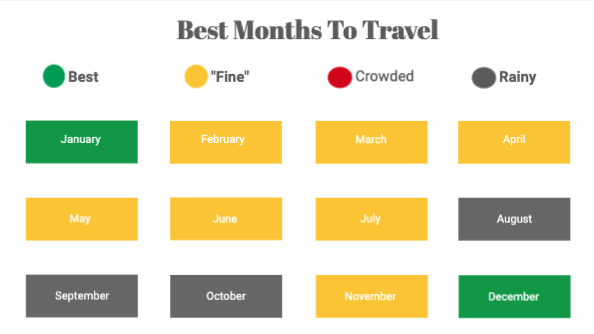 Best Months To Travel
Best "Fine" Crowded Rainy
January February March April
May June July August
September October November December